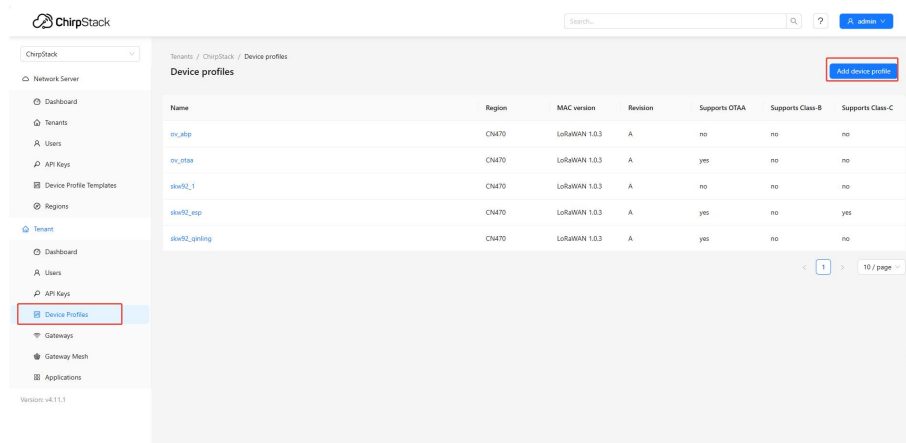 ChirpStack
Search...
?
admin
ChirpStack
Network Server
Dashboard
Tenants
Users
API Keys
Device Profile Templates
Regions
Tenant
Dashboard
Users
API Keys
Device Profiles
Gateways
Gateway Mesh
Applications
Version: v4.11.1
Tenants / ChirpStack / Device profiles
Device profiles
Add device profile
Name Region MAC version Revision Supports OTAA Supports Class-B Supports Class-C
ov_abp CN470 LoRaWAN 1.0.3 A no no no
ov_otaa CN470 LoRaWAN 1.0.3 A yes no no
skw92_1 CN470 LoRaWAN 1.0.3 A no no no
skw92_esp CN470 LoRaWAN 1.0.3 A yes no yes
skw92_qinling CN470 LoRaWAN 1.0.3 A yes no no
< 1 > 10 / page